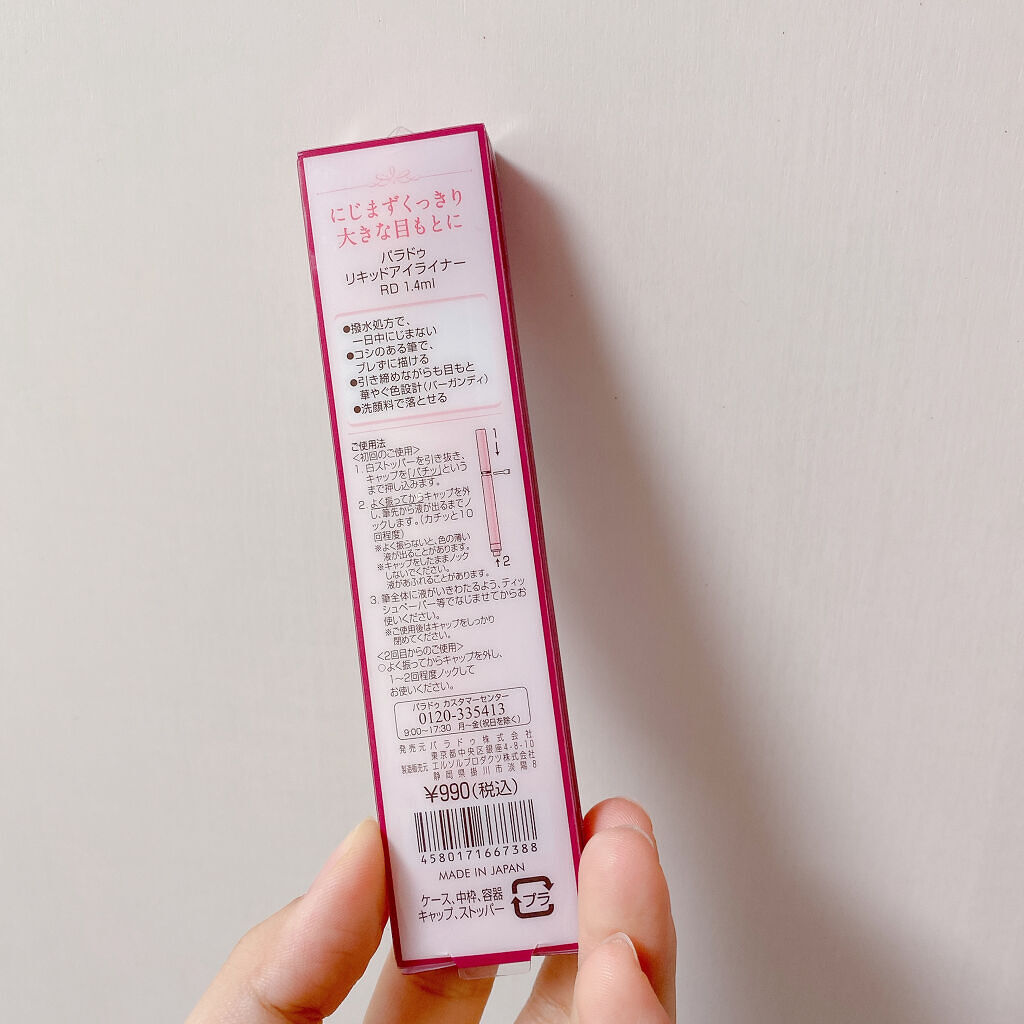 にじまずくっきり
大きな目もとに
パラドゥ
リキッドアイライナー
RD 1.4ml
●撥水処方で、
一日中にじまない
●コシのある筆で、
ブレずに描ける
●引き締めながらも目もと
華やぐ色設計(バーガンディ)
●洗顔料で落とせる
ご使用法
<初回のご使用>
1. 白ストッパーを引き抜き、
キャップを「パチッ」という
まで押し込みます。
2. よく振ってからキャップを外
し、筆先から液が出るまでノ
ックします。(カチッと10
回程度)
※よく振らないと、色の薄い
液が出ることがあります。
※キャップをしたままノック
しないでください。
液があふれることがあります。
1
2
3. 筆全体に液がいきわたるよう、ティッ
シュペーパー等でなじませてからお
使いください。
※ご使用後はキャップをしっかり
閉めてください。
<2回目からのご使用>
○よく振ってからキャップを外し、
1〜2回程度ノックして
お使いください。
パラドゥ カスタマーセンター
0120-335413
9:00〜17:30 月〜金(祝日を除く)
発売元 パラドゥ株式会社
東京都中央区銀座4-8-10
製造販売元 エルソルプロダクツ株式会社
静岡県掛川市淡陽8
¥990(税込)
4580171667388
MADE IN JAPAN
ケース、中枠、容器
キャップ、ストッパー
プラ